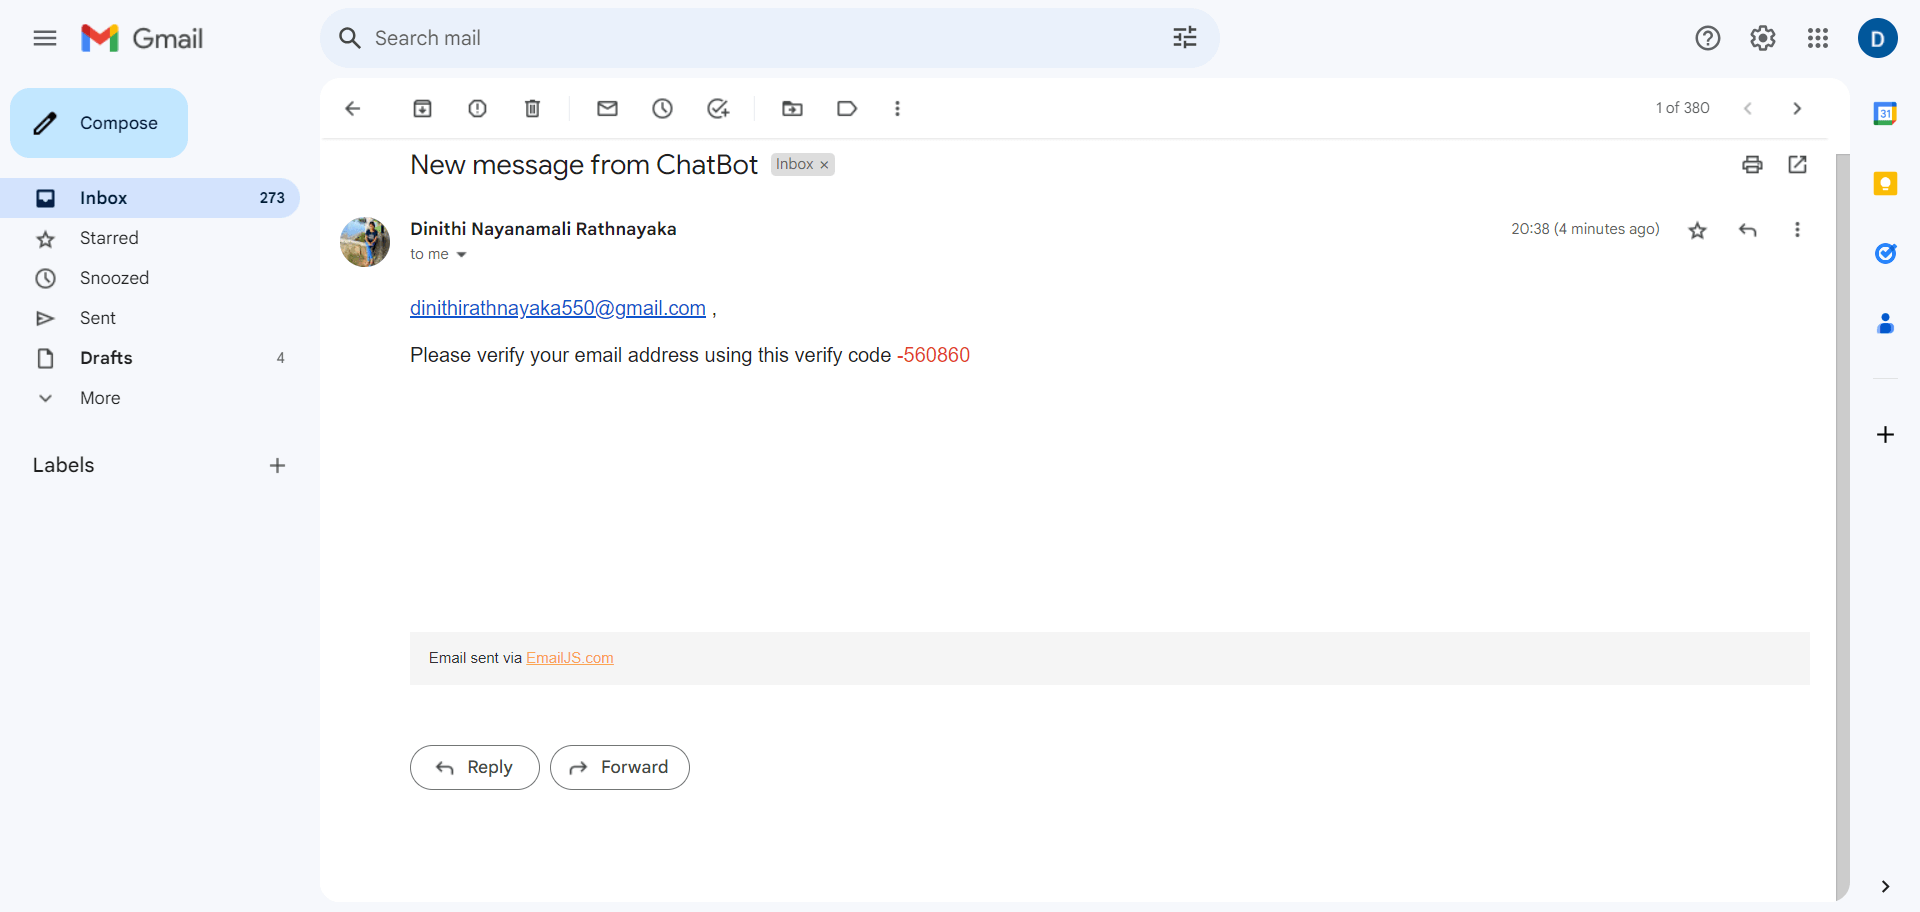 Gmail
Search mail
D
Compose
1 of 380
31
New message from ChatBot Inbox ×
Inbox 273
Starred
Snoozed
Sent
Drafts 4
More
Labels
Dinithi Nayanamali Rathnayaka
20:38 (4 minutes ago)
to me
dinithirathnayaka550@gmail.com ,
Please verify your email address using this verify code -560860
Email sent via EmailJS.com
Reply
Forward